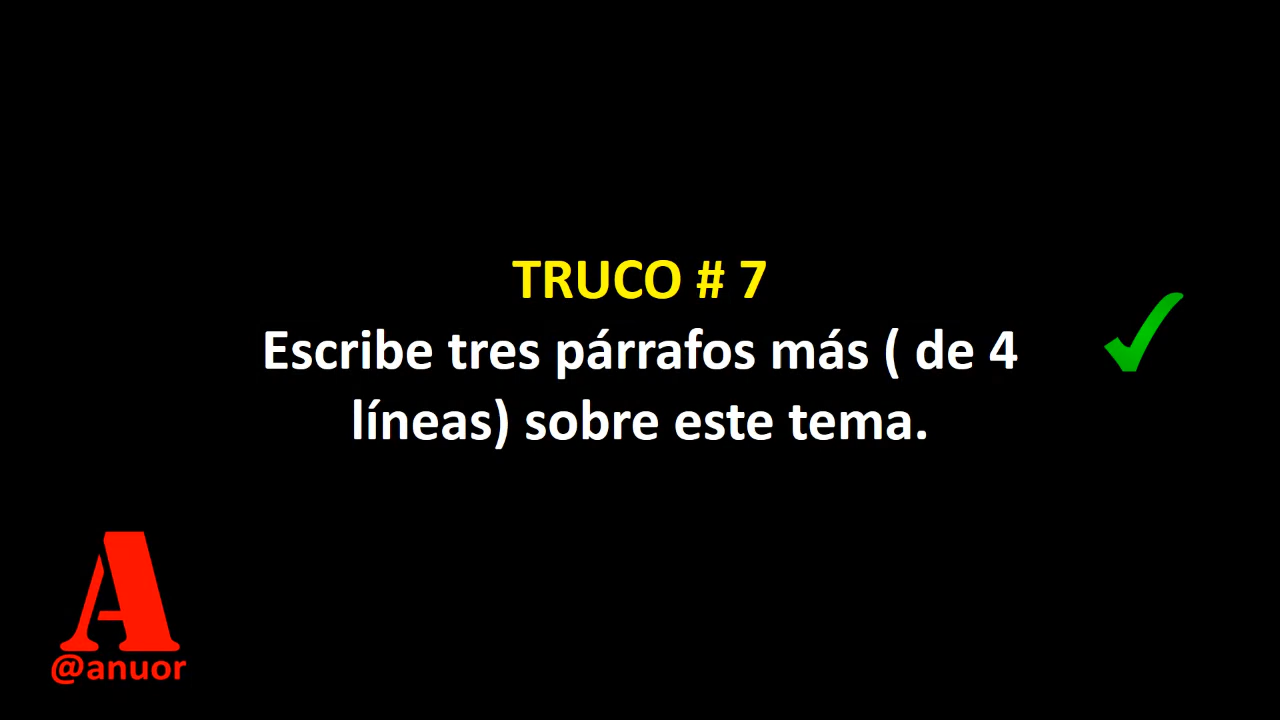 TRUCO # 7
Escribe tres párrafos más ( de 4
líneas) sobre este tema.
A
@anuor